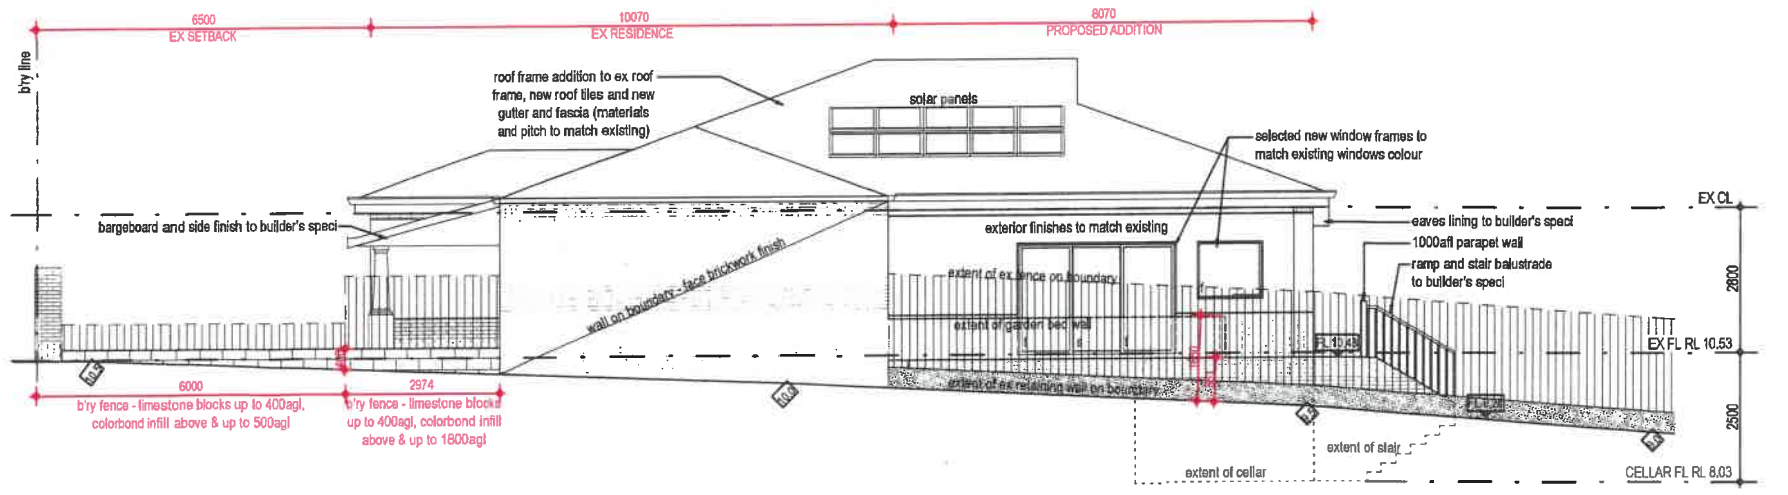 6500
EX SETBACK
10070
EX RESIDENCE
8070
PROPOSED ADDITION
b'ry line
roof frame addition to ex roof
frame, new roof tiles and new
gutter and fascia (materials
and pitch to match existing)
solar panels
selected new window frames to
match existing windows colour
EX CL
bargeboard and side finish to builder's speci
exterior finishes to match existing
eaves lining to builder's speci
1000afl parapet wall
ramp and stair balustrade
to builder's speci
wall on boundary - face brickwork finish
extent of ex fence on boundary
f
2600
extent of garden bed wall
f
s
f
FL 10.43
EX FL RL 10.53
extent of ex retaining wall on boundary
6000
2974
b'ry fence - limestone blocks up to 400agl,
colorbond infill above & up to 500agl
b'ry fence - limestone blocks
up to 400agl, colorbond infill
above & up to 1800agl
2500
extent of stair
extent of cellar
CELLAR FL RL 8.03